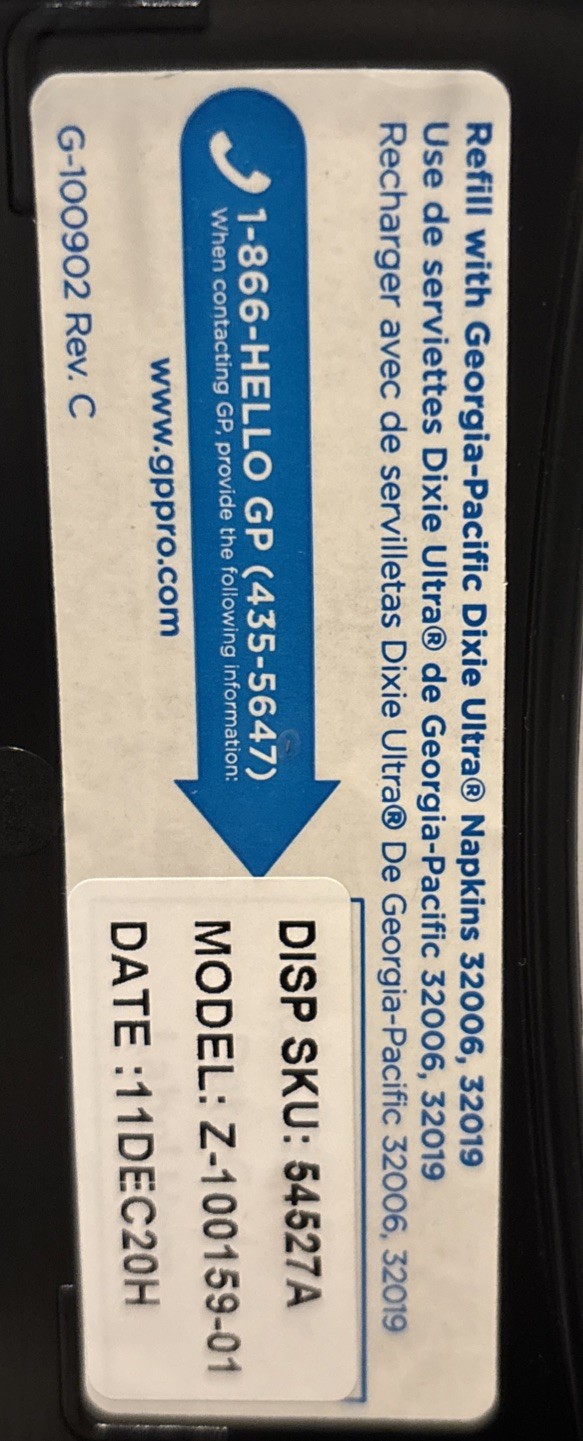 Refill with Georgia-Pacific Dixie Ultra® Napkins 32006, 32019
Use de serviettes Dixie Ultra® de Georgia-Pacific 32006, 32019
Recharger avec de servilletas Dixie Ultra® De Georgia-Pacific 32006, 32019
1-866-HELLO GP (435-5647)
When contacting GP, provide the following information:
www.gppro.com
G-100902 Rev. C
DISP SKU: 54527A
MODEL: Z-100159-01
DATE :11DEC20H